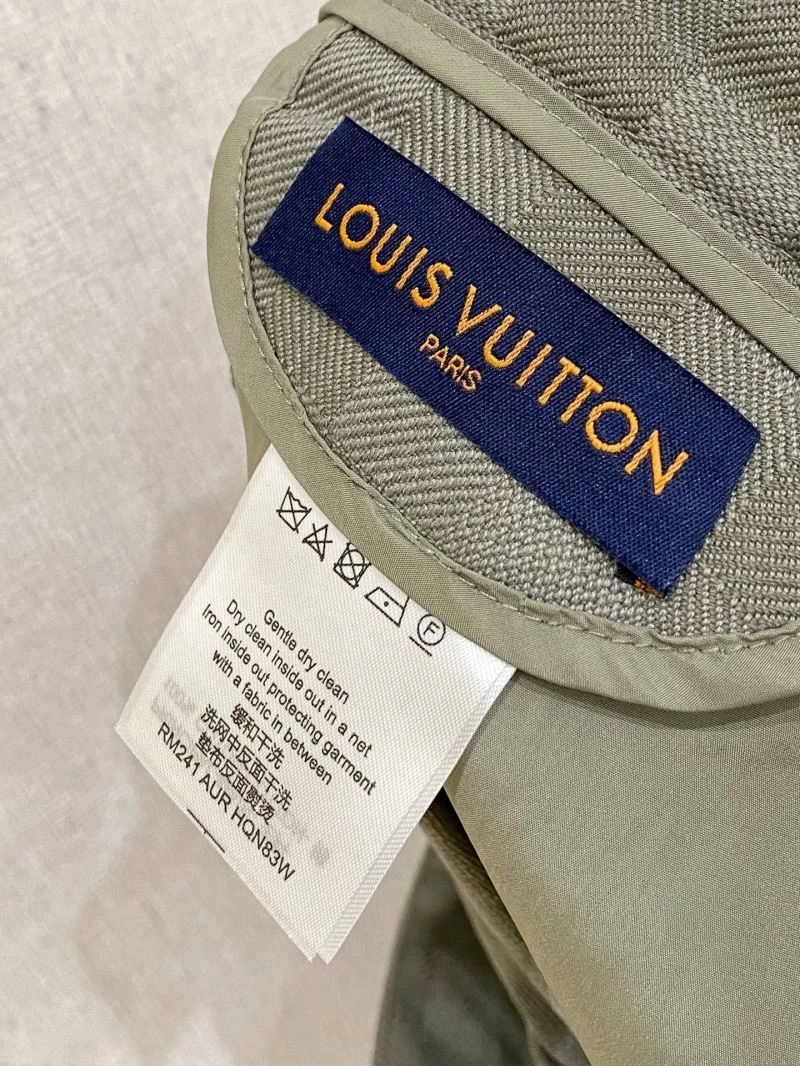 LOUIS VUITTON
PARIS
F
Gentle dry clean
Dry clean inside out in a net
Iron inside out protecting garment
with a fabric in between
缓和干洗
洗网中反面干洗
垫布反面熨烫
RM241 AUR HQN83W